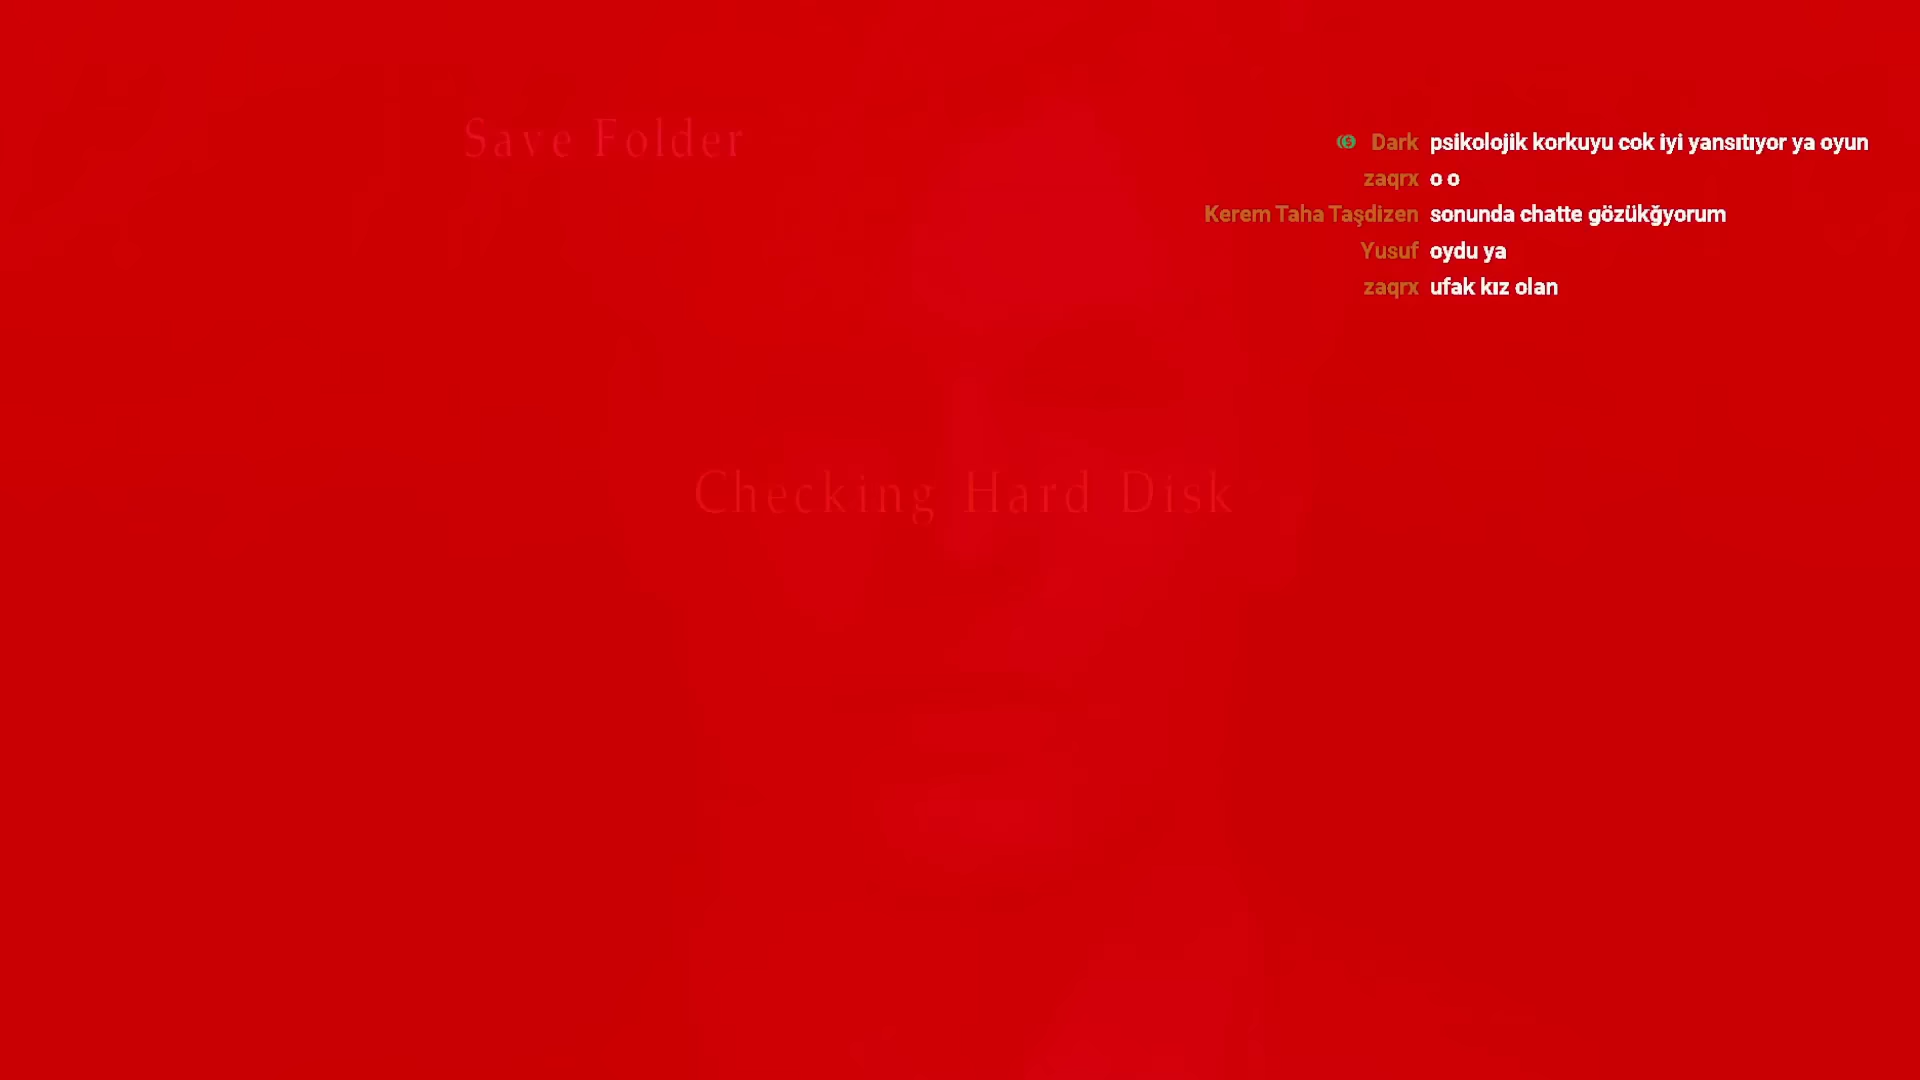 Save Folder
Dark psikolojik korkuyu cok iyi yansıtıyor ya oyun
zaqrx o o
Kerem Taha Taşdizen sonunda chatte gözükğyorum
Yusuf oydu ya
zaqrx ufak kız olan
Checking Hard Disk